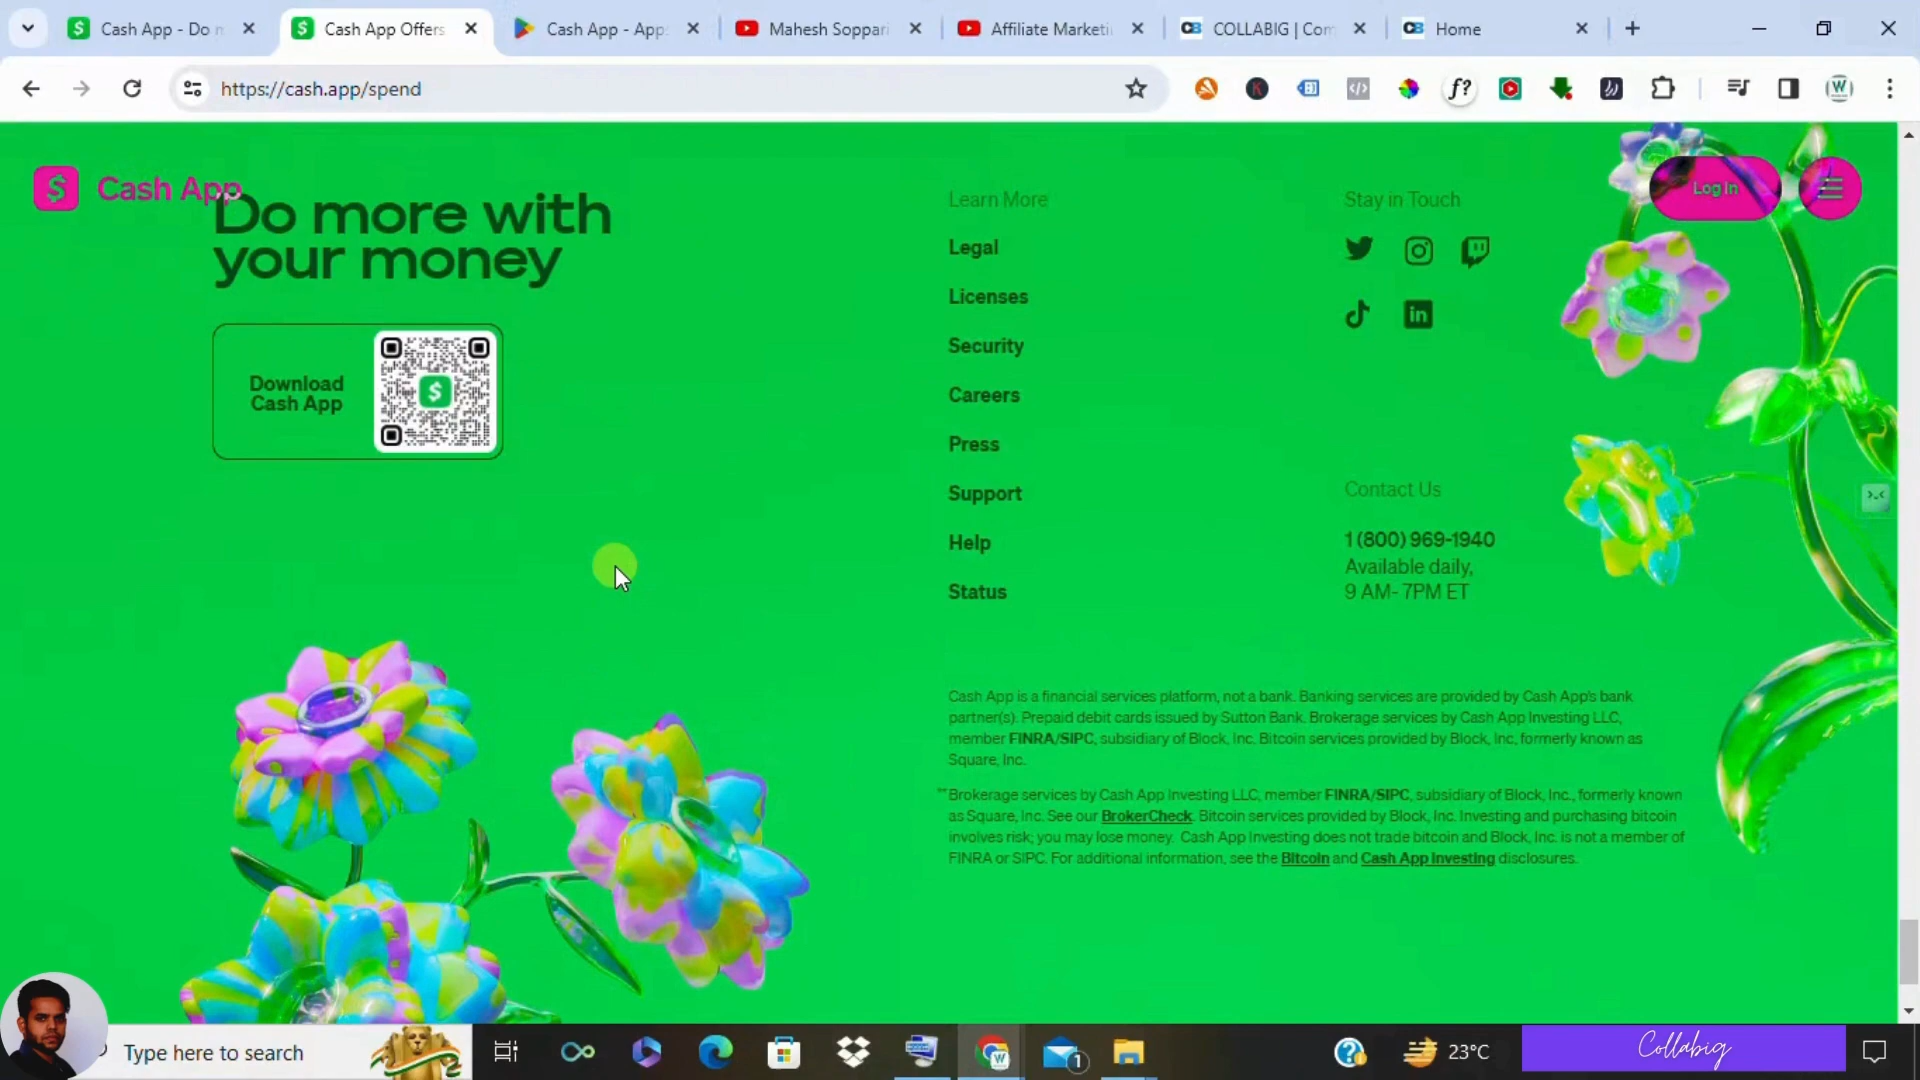 Cash App - Do m
Cash App Offers
Cash App - Apps
Mahesh Soppari
Affiliate Marketi
CB
COLLABIG | Com
CB
Home
https://cash.app/spend
f?
W
$ Cash App
Log In
Do more with
your money
Download
Cash App
$
Learn More
Legal
Licenses
Security
Careers
Press
Support
Help
Status
Stay in Touch
in
Contact Us
1 (800) 969-1940
Available daily,
9 AM- 7PM ET
Cash App is a financial services platform, not a bank. Banking services are provided by Cash App's bank
partner(s). Prepaid debit cards issued by Sutton Bank. Brokerage services by Cash App Investing LLC,
member FINRA/SIPC, subsidiary of Block, Inc. Bitcoin services provided by Block, Inc, formerly known as
Square, Inc.
**Brokerage services by Cash App Investing LLC, member FINRA/SIPC, subsidiary of Block, Inc., formerly known
as Square, Inc. See our BrokerCheck. Bitcoin services provided by Block, Inc. Investing and purchasing bitcoin
involves risk; you may lose money. Cash App Investing does not trade bitcoin and Block, Inc. is not a member of
FINRA or SIPC. For additional information, see the Bitcoin and Cash App Investing disclosures.
Type here to search
1
23°C
Collabig